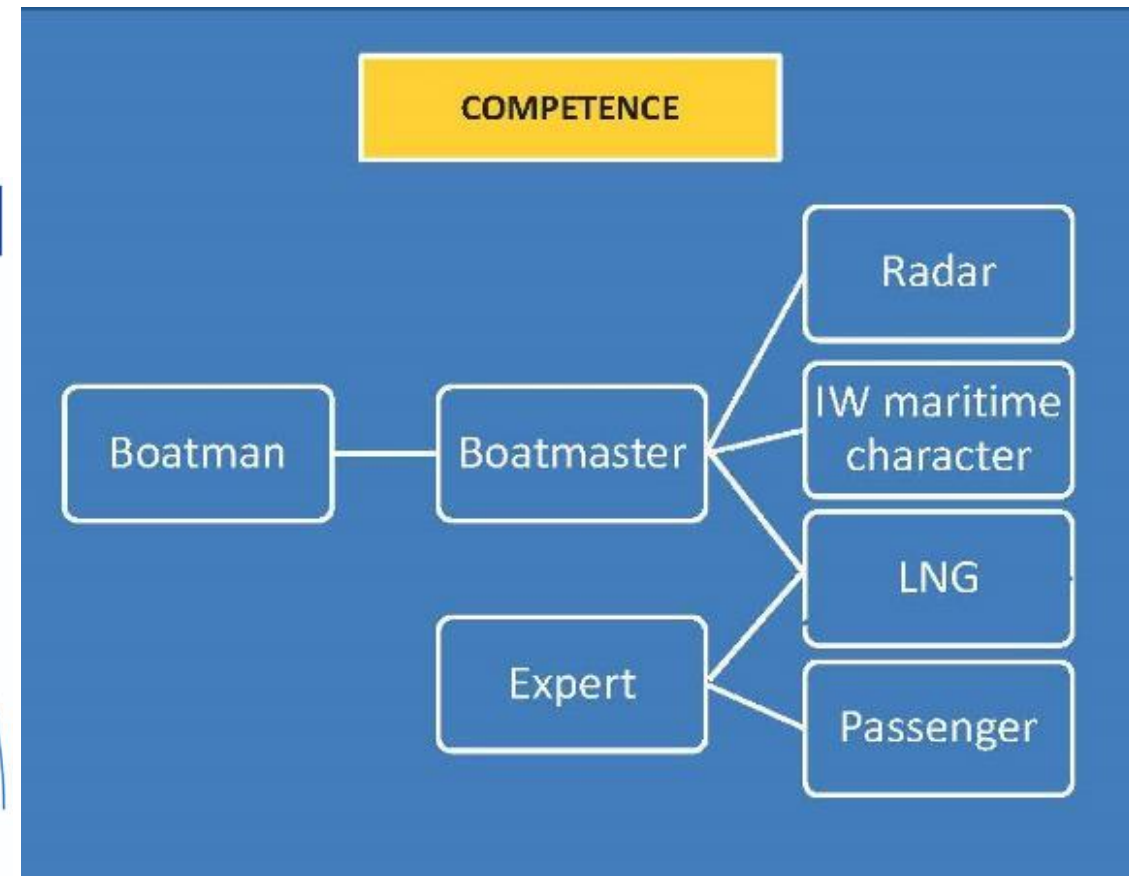 COMPETENCE
Radar
IW maritime
character
Boatman
Boatmaster
LNG
Expert
Passenger